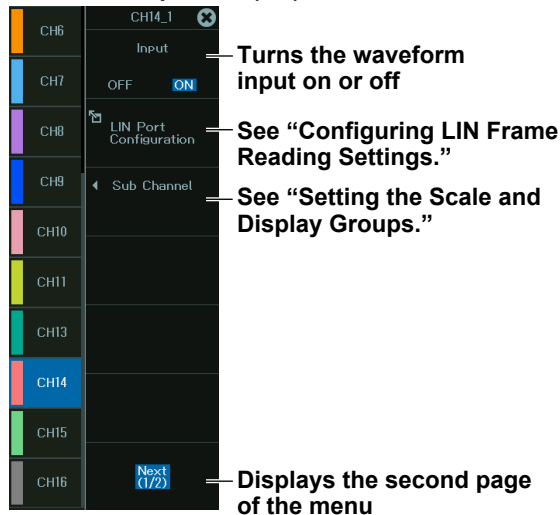 CH6
CH7
CH8
CH9
CH10
CH11
CH13
CH14
CH15
CH16
CH14_1
Input
OFF ON
LIN Port
Configuration
Sub Channel
Next
(1/2)
Turns the waveform
input on or off
See “Configuring LIN Frame
Reading Settings.”
See “Setting the Scale and
Display Groups.”
Displays the second page
of the menu